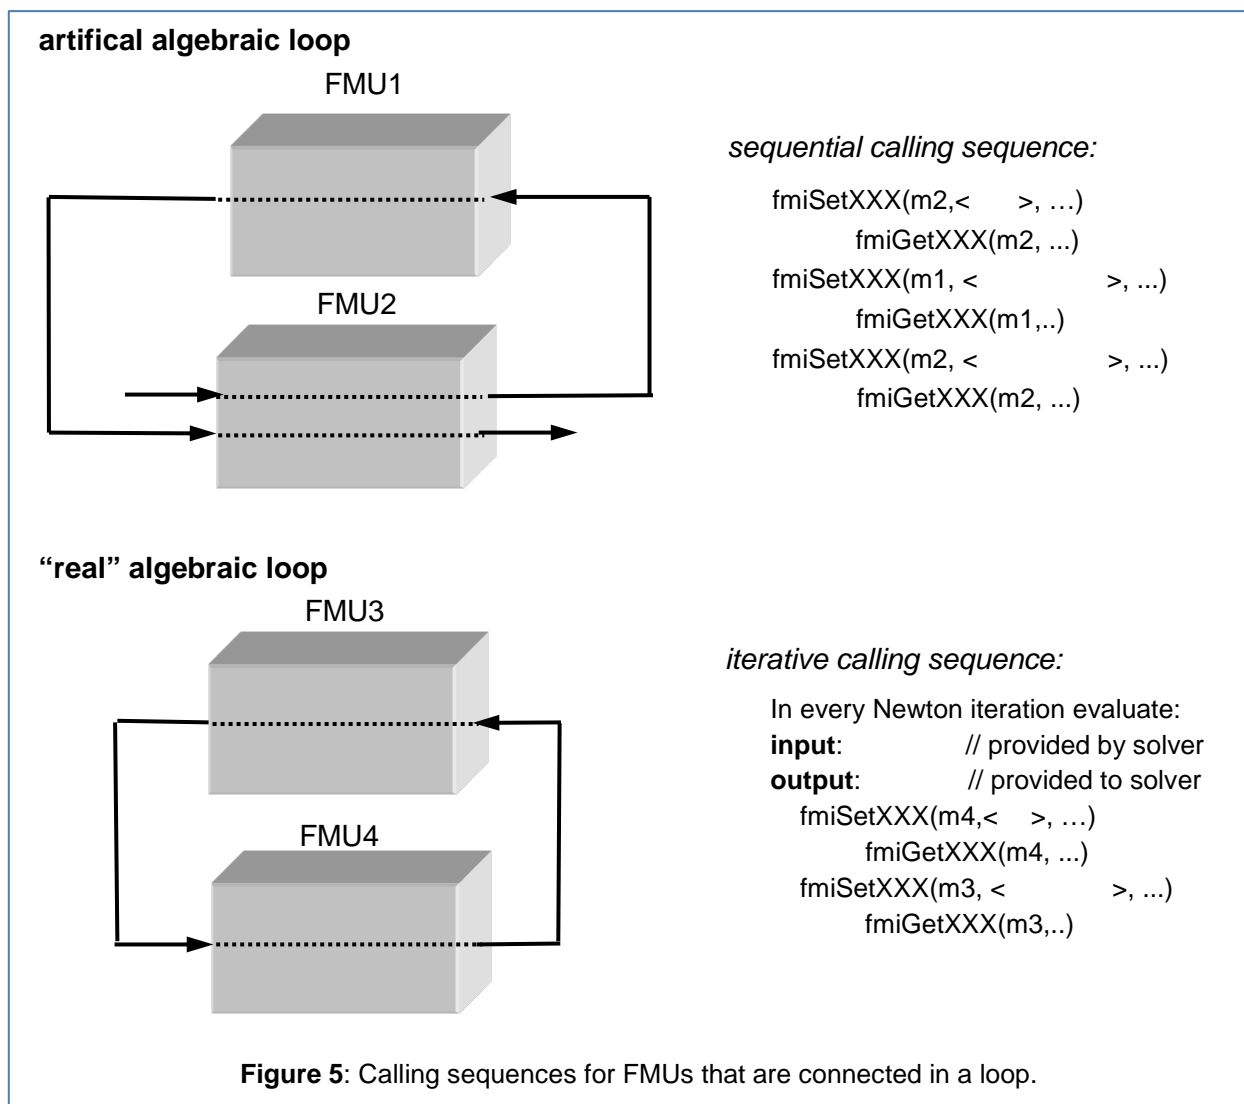 artifical algebraic loop
FMU1
sequential calling sequence:
fmiSetXXX(m2,< >, …)
fmiGetXXX(m2, ...)
fmiSetXXX(m1, < >, ...)
fmiGetXXX(m1,..)
fmiSetXXX(m2, < >, ...)
fmiGetXXX(m2, ...)
FMU2
“real” algebraic loop
FMU3
iterative calling sequence:
In every Newton iteration evaluate:
input: // provided by solver
output: // provided to solver
fmiSetXXX(m4,< >, …)
fmiGetXXX(m4, ...)
fmiSetXXX(m3, < >, ...)
fmiGetXXX(m3,..)
FMU4
Figure 5: Calling sequences for FMUs that are connected in a loop.